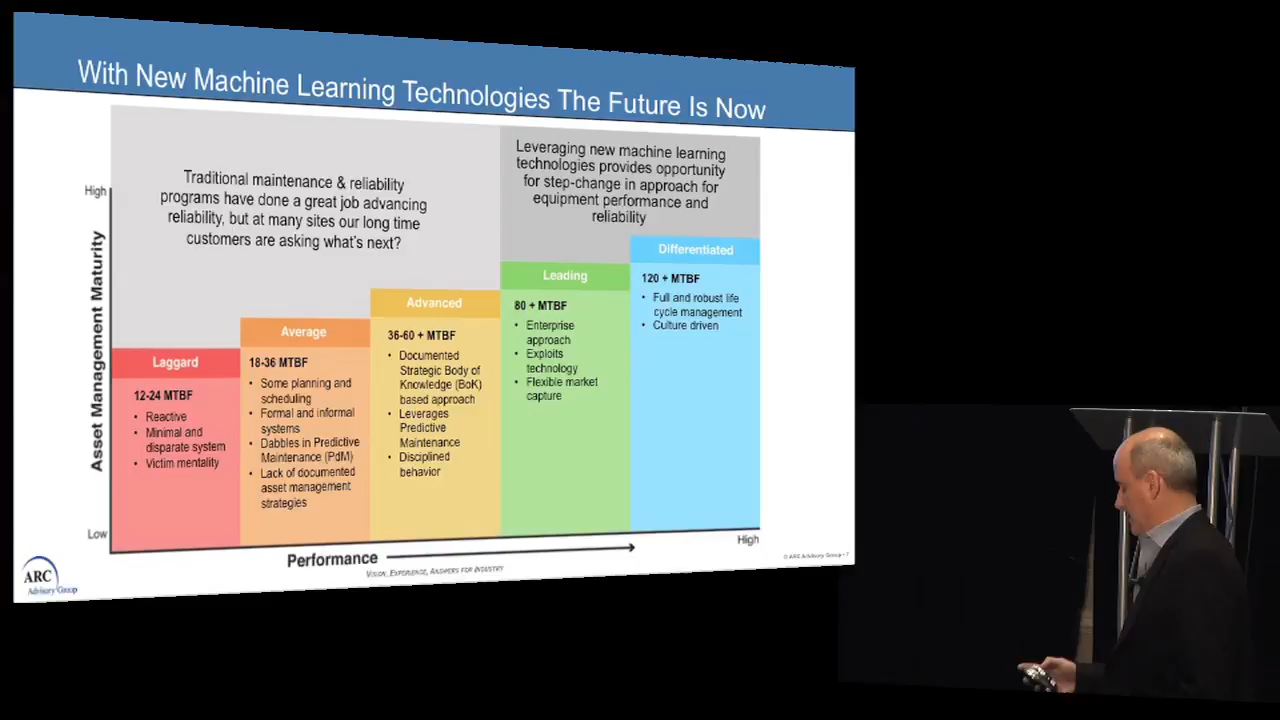 With New Machine Learning Technologies The Future Is Now
Traditional maintenance & reliability
programs have done a great job advancing
reliability, but at many sites our long time
customers are asking what's next?
Leveraging new machine learning
technologies provides opportunity
for step-change in approach for
equipment performance and
reliability
High
Asset Management Maturity
Low
Laggard
12-24 MTBF
• Reactive
• Minimal and
disparate system
• Victim mentality
Average
18-36 MTBF
• Some planning and
scheduling
• Formal and informal
systems
• Dabbles in Predictive
Maintenance (PdM)
• Lack of documented
asset management
strategies
Advanced
36-60 + MTBF
• Documented
Strategic Body of
Knowledge (BoK)
based approach
• Leverages
Predictive
Maintenance
• Disciplined
behavior
Leading
80 + MTBF
• Enterprise
approach
• Exploits
technology
• Flexible market
capture
Differentiated
120 + MTBF
• Full and robust life
cycle management
• Culture driven
Performance
High
VISION, EXPERIENCE, ANSWERS FOR INDUSTRY
© ARC Advisory Group • 7
ARC
Advisory Group